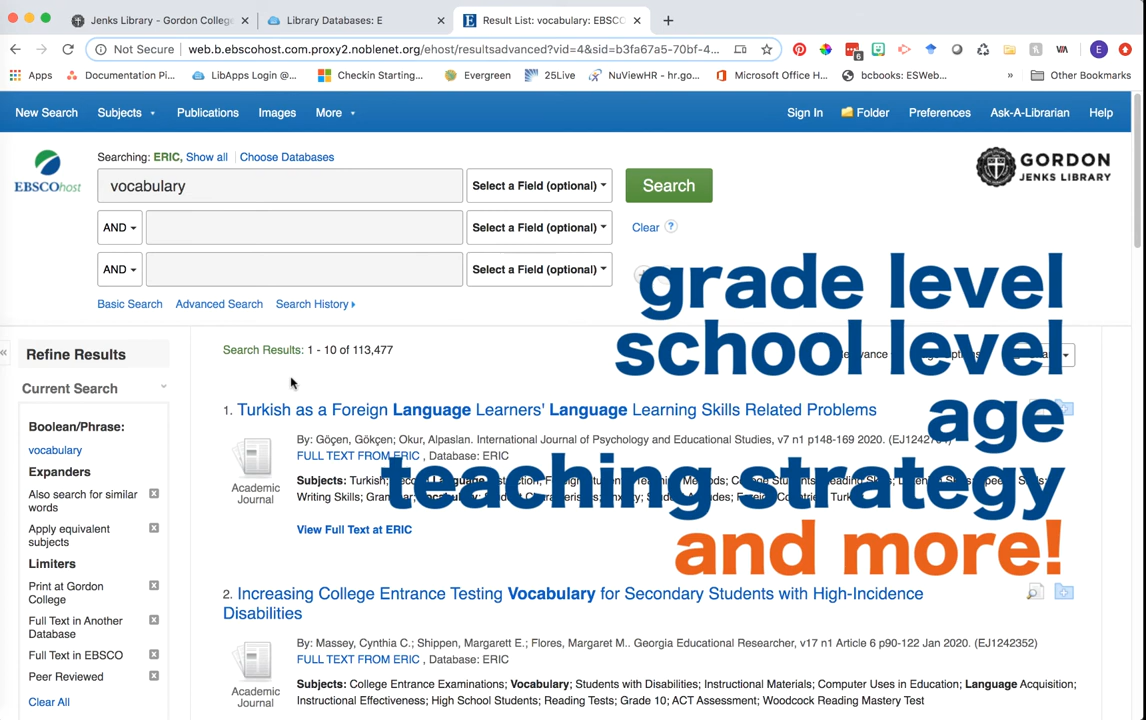 Jenks Library - Gordon College
Library Databases: E
Result List: vocabulary: EBSCO
Not Secure
web.b.ebscohost.com.proxy2.noblenet.org/ehost/resultsadvanced?vid=4&sid=b3fa67a5-70bf-4...
6
E
Apps
Documentation Pl...
LibApps Login @...
Checkin Starting...
Evergreen
25Live
NuViewHR - hr.go...
Microsoft Office H...
bcbooks: ESWeb...
»
Other Bookmarks
New Search
Subjects
Publications
Images
More
Sign In
Folder
Preferences
Ask-A-Librarian
Help
Searching: ERIC, Show all | Choose Databases
EBSCOhost
GORDON
JENKS LIBRARY
vocabulary
Select a Field (optional)
Search
AND
Select a Field (optional)
Clear ?
AND
Select a Field (optional)
Basic Search
Advanced Search
Search History
grade level
school level
age
teaching strategy
and more!
«
Refine Results
Current Search
Boolean/Phrase:
vocabulary
Expanders
Also search for similar
words
Apply equivalent
subjects
Limiters
Print at Gordon
College
Full Text in Another
Database
Full Text in EBSCO
Peer Reviewed
Clear All
Search Results: 1 - 10 of 113,477
1. Turkish as a Foreign Language Learners' Language Learning Skills Related Problems
By: Göçen, Gökçen; Okur, Alpaslan. International Journal of Psychology and Educational Studies, v7 n1 p148-169 2020.
FULL TEXT FROM ERIC , Database: ERIC
Subjects: Turkish;
Writing Skills;
Academic
Journal
View Full Text at ERIC
2. Increasing College Entrance Testing Vocabulary for Secondary Students with High-Incidence
Disabilities
By: Massey, Cynthia C.; Shippen, Margarett E.; Flores, Margaret M.. Georgia Educational Researcher, v17 n1 Article 6 p90-122 Jan 2020. (EJ1242352)
FULL TEXT FROM ERIC , Database: ERIC
Academic
Journal
Subjects: College Entrance Examinations; Vocabulary; Students with Disabilities; Instructional Materials; Computer Uses in Education; Language Acquisition;
Instructional Effectiveness; High School Students; Reading Tests; Grade 10; ACT Assessment; Woodcock Reading Mastery Test